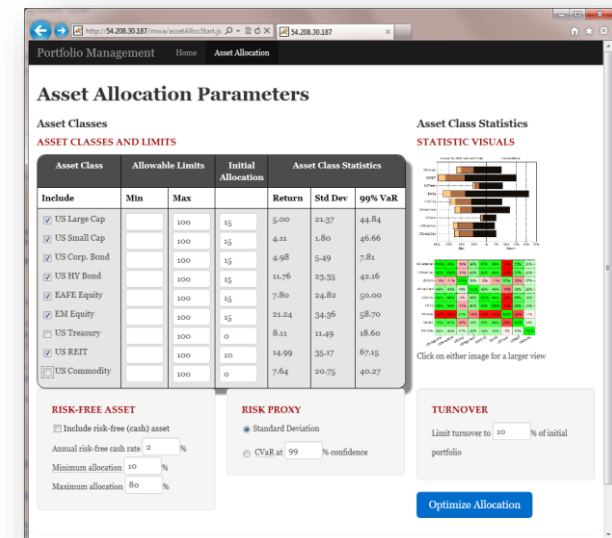 http://54.208.30.187/mwa/assetAllocStart.js
54.208.30.187
Portfolio Management Home Asset Allocation
Asset Allocation Parameters
Asset Classes Asset Class Statistics
ASSET CLASSES AND LIMITS STATISTIC VISUALS
Asset Class Allowable Limits Initial Allocation Asset Class Statistics
Include Min Max Return Std Dev 99% VaR
US Large Cap 100 15 5.00 21.37 44.84
US Small Cap 100 15 4.11 1.80 46.66
US Corp. Bond 100 15 4.98 5.49 7.81
US HY Bond 100 15 11.76 23.35 42.16
EAFE Equity 100 15 7.80 24.82 50.00
EM Equity 100 15 21.24 34.36 58.70
US Treasury 100 0 8.11 11.49 18.60
US REIT 100 10 14.99 35.17 67.15
US Commodity 100 0 7.64 20.75 40.27
Click on either image for a larger view
RISK-FREE ASSET RISK PROXY TURNOVER
Include risk-free (cash) asset Standard Deviation Limit turnover to 10 % of initial
Annual risk-free cash rate 2 % CVaR at 99 % confidence portfolio
Minimum allocation 10 %
Maximum allocation 80 %
Optimize Allocation